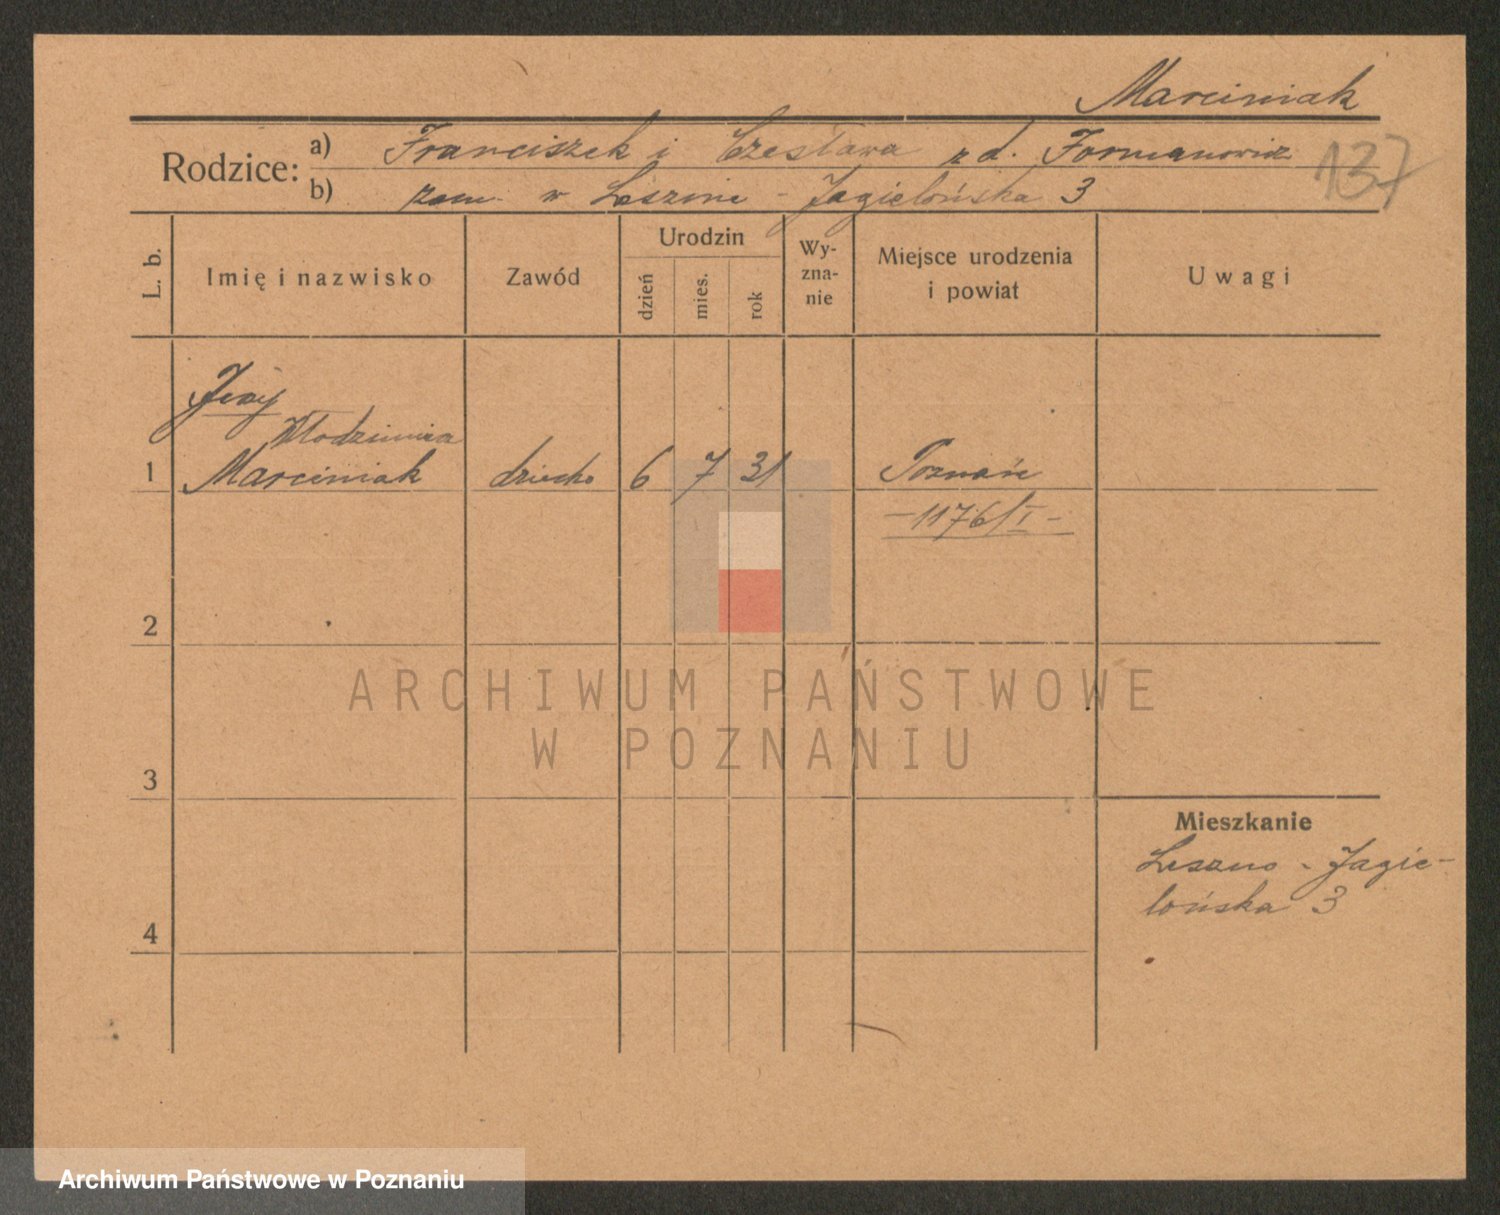 Marciniak
Rodzice: a) Franciszek i Czesława z d. Formanowicz
137
b) zam. w Lesznie - Jagielońska 3
L. b.
Imię i nazwisko
Zawód
Urodzin
dzień
mies.
rok
Wy-
zna-
nie
Miejsce urodzenia
i powiat
Uwagi
Jerzy
1 Marciniak dziecko 6 7 31 Poznań
- 1176/I -
2
ARCHIWUM PAŃSTWOWE
W POZNANIU
3
Mieszkanie
Leszno - Jagie-
lońska 3
4
Archiwum Państwowe w Poznaniu